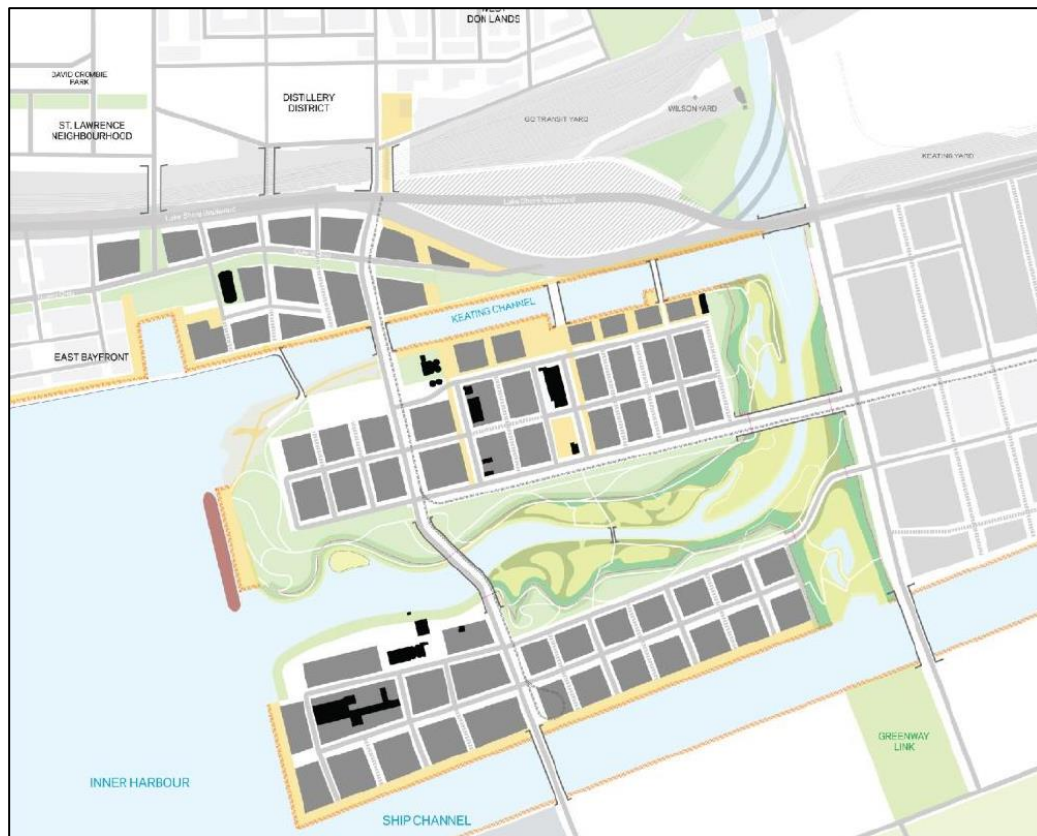 WEST
DON LANDS
DAVID CROMBIE
PARK
DISTILLERY
DISTRICT
ST. LAWRENCE
NEIGHBOURHOOD
GO TRANSIT YARD
WILSON YARD
KEATING YARD
Lake Shore Boulevard
Lake Shore Boulevard
KEATING CHANNEL
EAST BAYFRONT
GREENWAY
LINK
INNER HARBOUR
SHIP CHANNEL